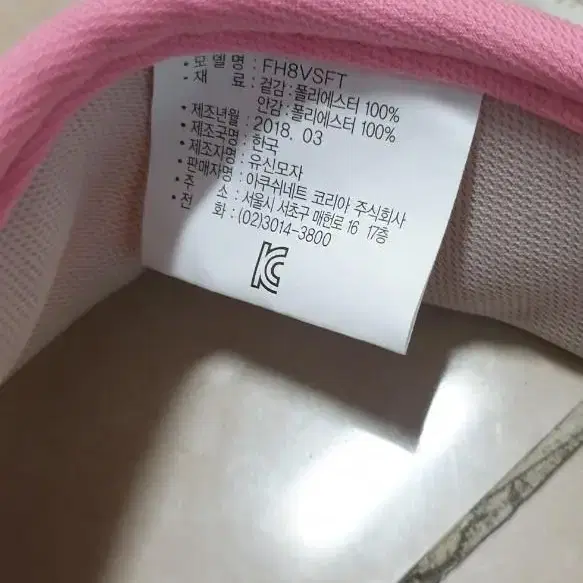 • 모 델 명 : FH8VSFT
• 재 료 : 겉감 : 폴리에스터 100%
안감 : 폴리에스터 100%
• 제조년월 : 2018. 03
• 제조국명 : 한국
• 제조자명 : 유신모자
• 판매자명 : 아쿠쉬네트 코리아 주식회사
• 주 소 : 서울시 서초구 매헌로 16 17층
• 전 화 : (02)3014-3800
KC